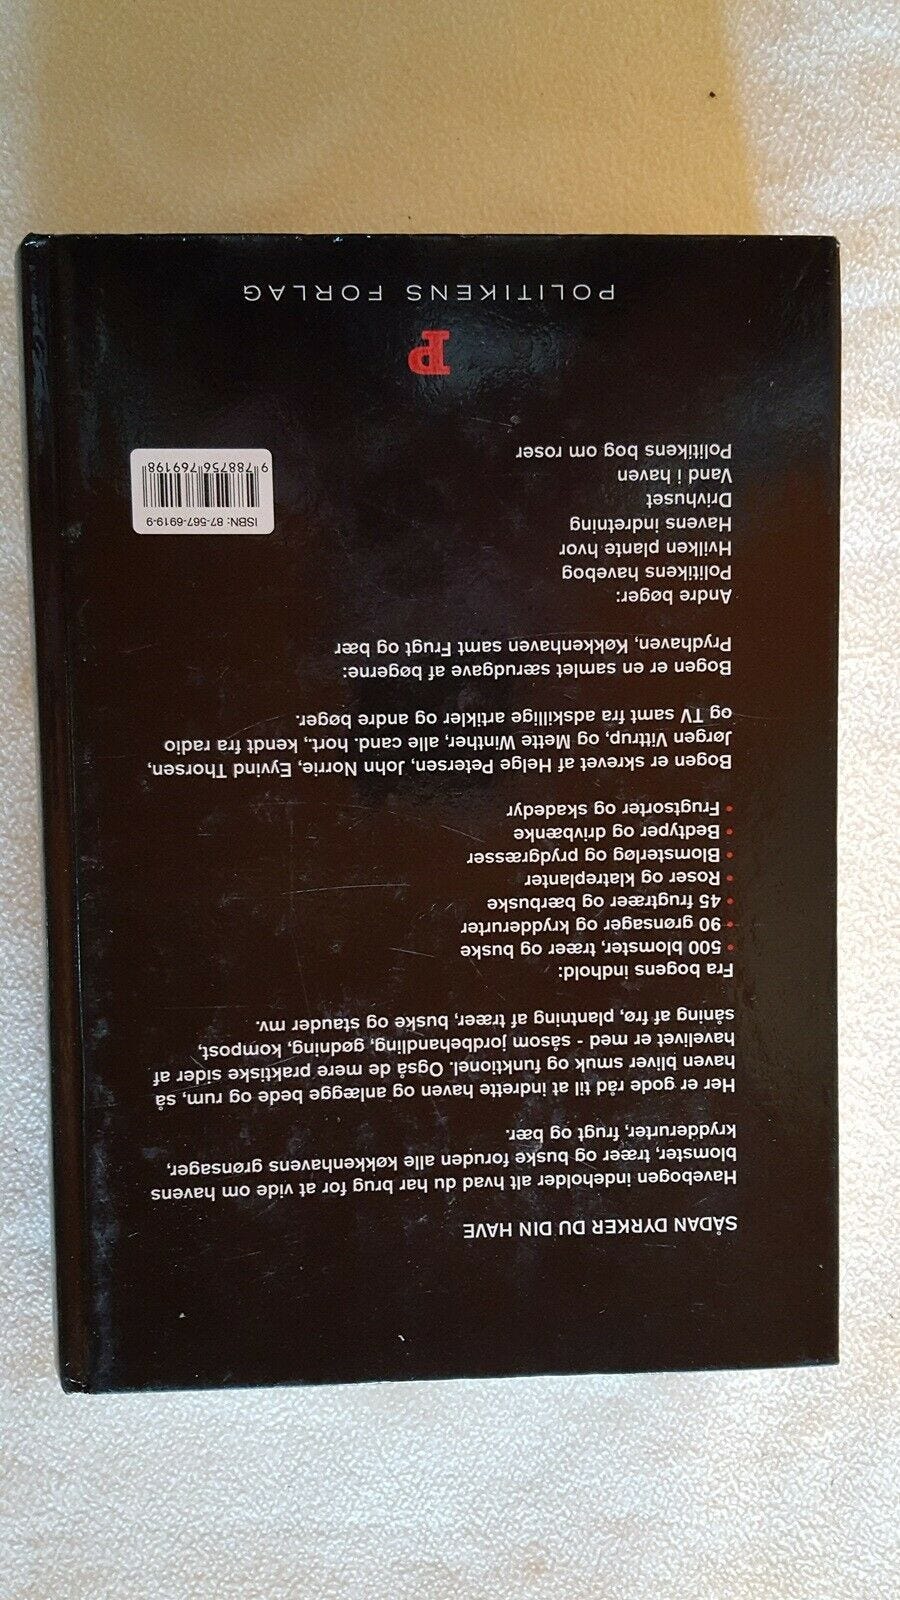 SÅDAN DYRKER DU DIN HAVE
Havebogen indeholder alt hvad du har brug for at vide om havens
blomster, træer og buske foruden alle køkkenhavens grønsager,
krydderurter, frugt og bær.
Her er gode råd til at indrette haven og anlægge bede og rum, så
haven bliver smuk og funktionel. Også de mere praktiske sider af
havelivet er med - såsom jordbehandling, gødning, kompost,
såning af frø, plantning af træer, buske og stauder mv.
Fra bogens indhold:
• 500 blomster, træer og buske
• 90 grønsager og krydderurter
• 45 frugttræer og bærbuske
• Roser og klatreplanter
• Blomsterløg og prydgræsser
• Bedtyper og drivbænke
• Frugtsorter og skadedyr
Bogen er skrevet af Helge Petersen, John Norrie, Eyvind Thorsen,
Jørgen Vittrup, og Mette Winther, alle cand. hort., kendt fra radio
og TV samt fra adskillige artikler og andre bøger.
Bogen er en samlet særudgave af bøgerne:
Prydhaven, Køkkenhaven samt Frugt og bær
Andre bøger:
Politikens havebog
Hvilken plante hvor
Havens indretning
Drivhuset
Vand i haven
Politikens bog om roser
ISBN: 87-567-6919-9
9 788756 769198
P
POLITIKENS FORLAG